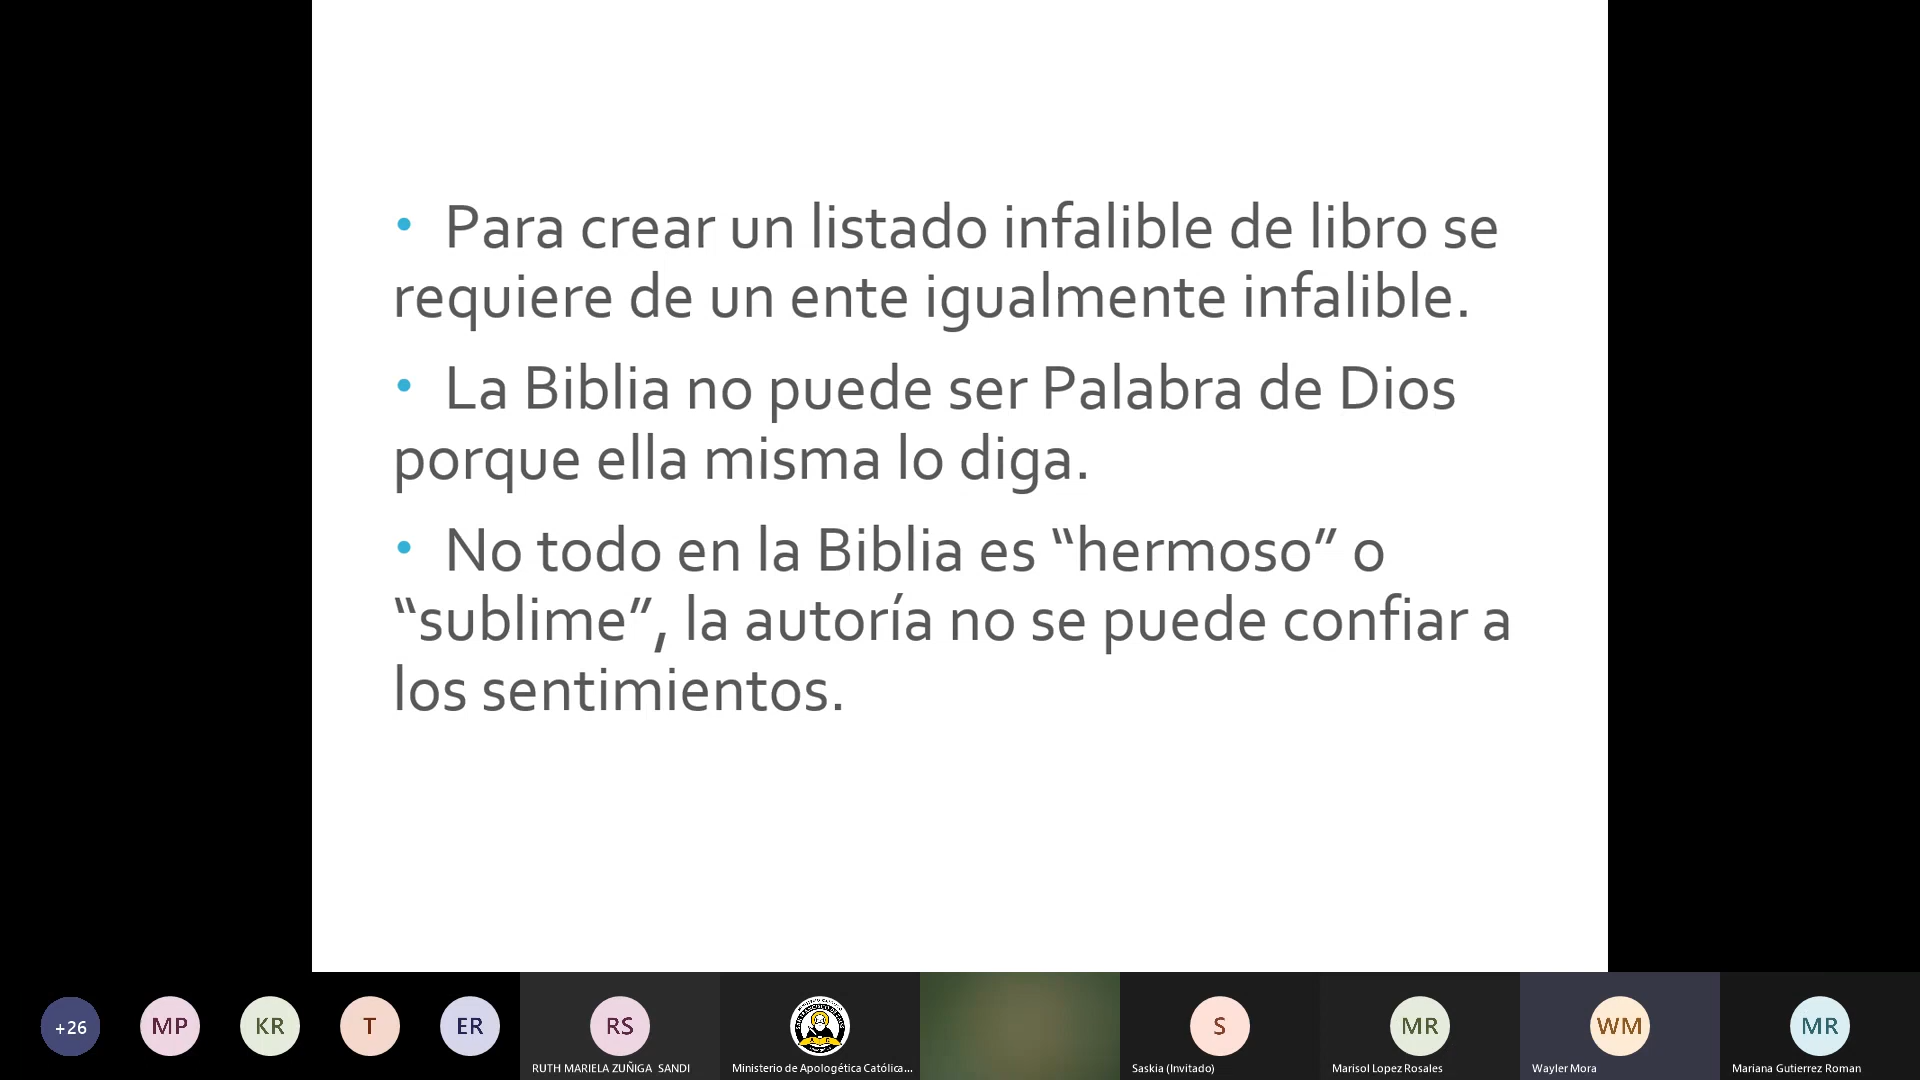 • Para crear un listado infalible de libro se
requiere de un ente igualmente infalible.
• La Biblia no puede ser Palabra de Dios
porque ella misma lo diga.
• No todo en la Biblia es “hermoso” o
“sublime”, la autoría no se puede confiar a
los sentimientos.
+26
MP
KR
T
ER
RS
RUTH MARIELA ZUÑIGA SANDI
Ministerio de Apologética Católica...
S
Saskia (Invitado)
MR
Marisol Lopez Rosales
WM
Wayler Mora
MR
Mariana Gutierrez Roman